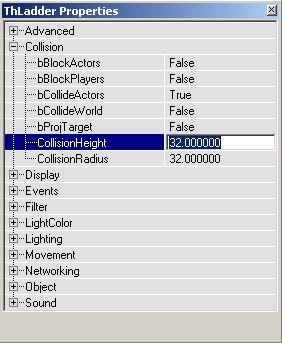 ThLadder Properties
Advanced
Collision
bBlockActors False
bBlockPlayers False
bCollideActors True
bCollideWorld False
bProjTarget False
CollisionHeight 32.000000
CollisionRadius 32.000000
Display
Events
Filter
LightColor
Lighting
Movement
Networking
Object
Sound